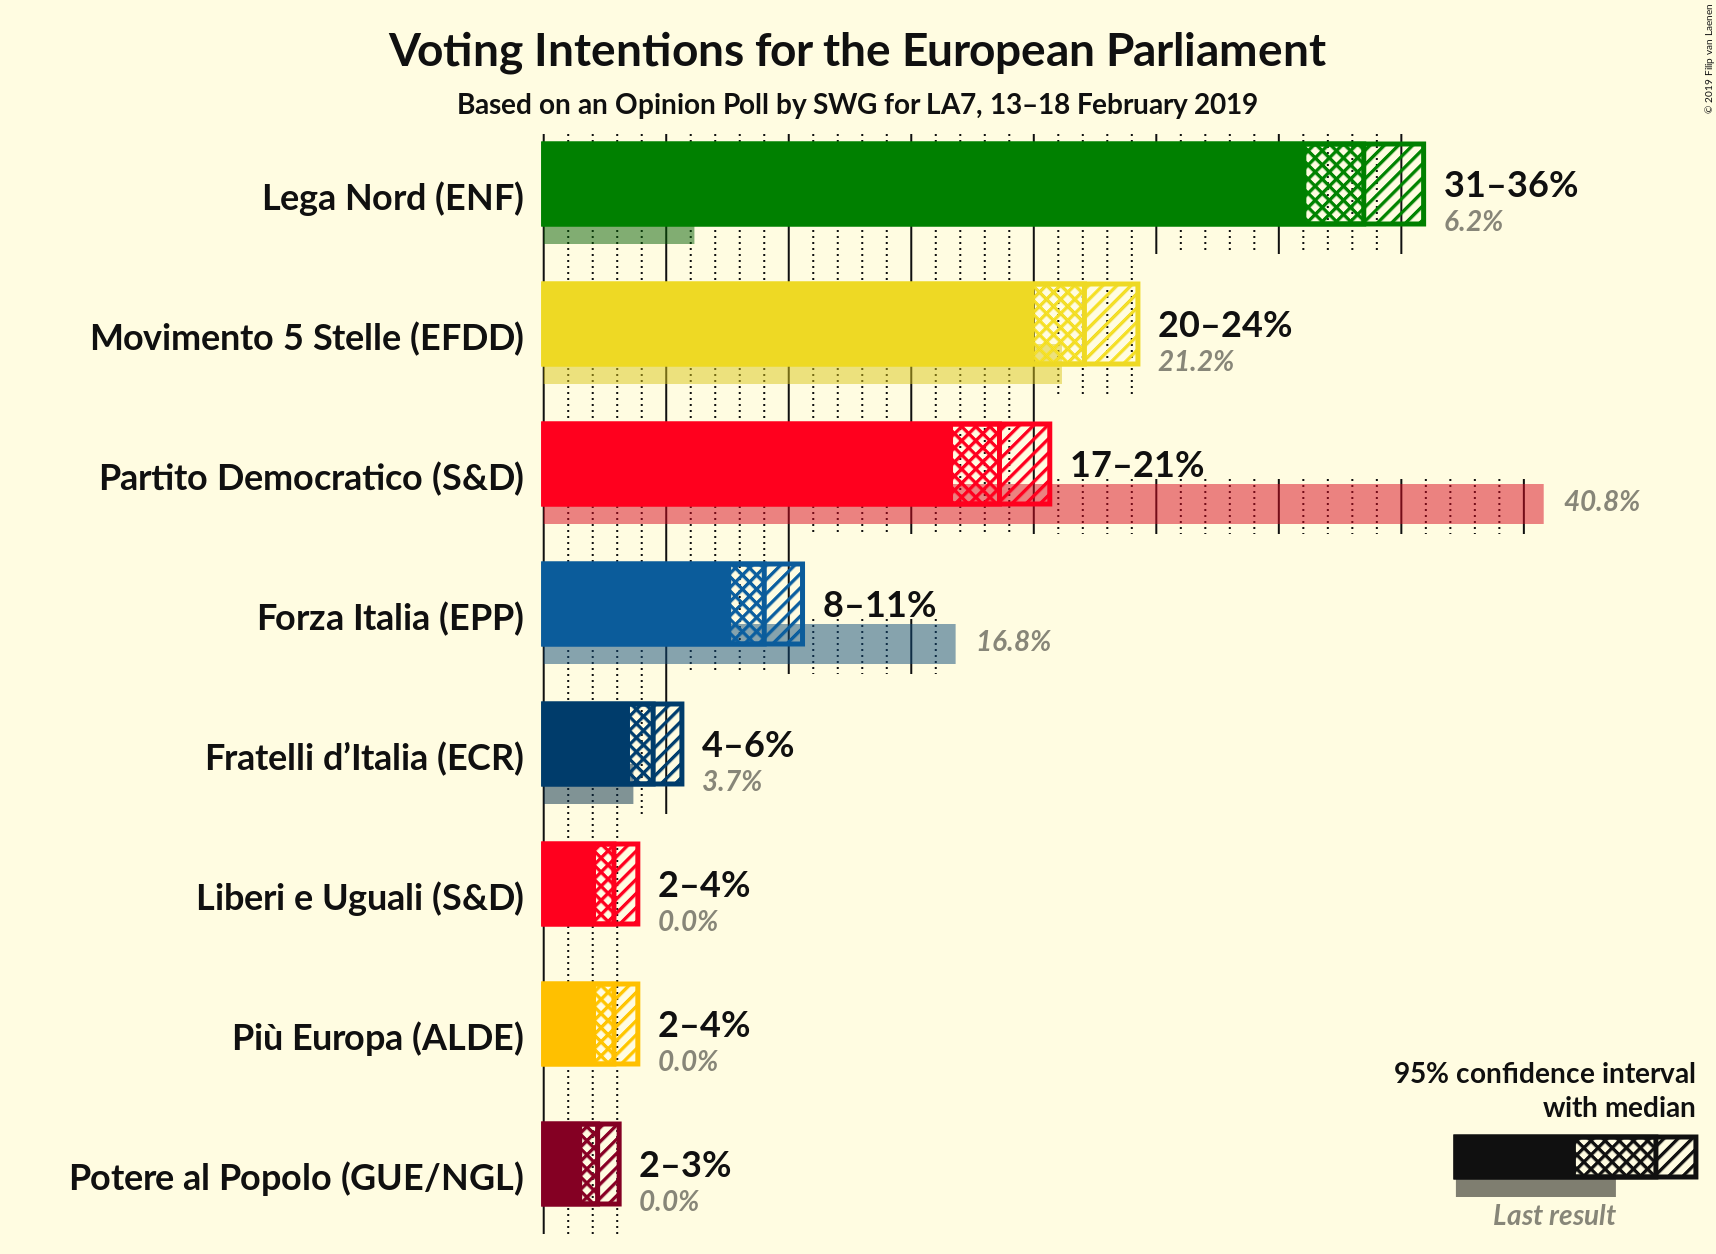 Voting Intentions for the European Parliament
Based on an Opinion Poll by SWG for LA7, 13–18 February 2019
© 2019 Filip van Laenen
Lega Nord (ENF)
31–36%
6.2%
Movimento 5 Stelle (EFDD)
20–24%
21.2%
Partito Democratico (S&D)
17–21%
40.8%
Forza Italia (EPP)
8–11%
16.8%
Fratelli d’Italia (ECR)
4–6%
3.7%
Liberi e Uguali (S&D)
2–4%
0.0%
Più Europa (ALDE)
2–4%
0.0%
Potere al Popolo (GUE/NGL)
2–3%
0.0%
95% confidence interval
with median
Last result